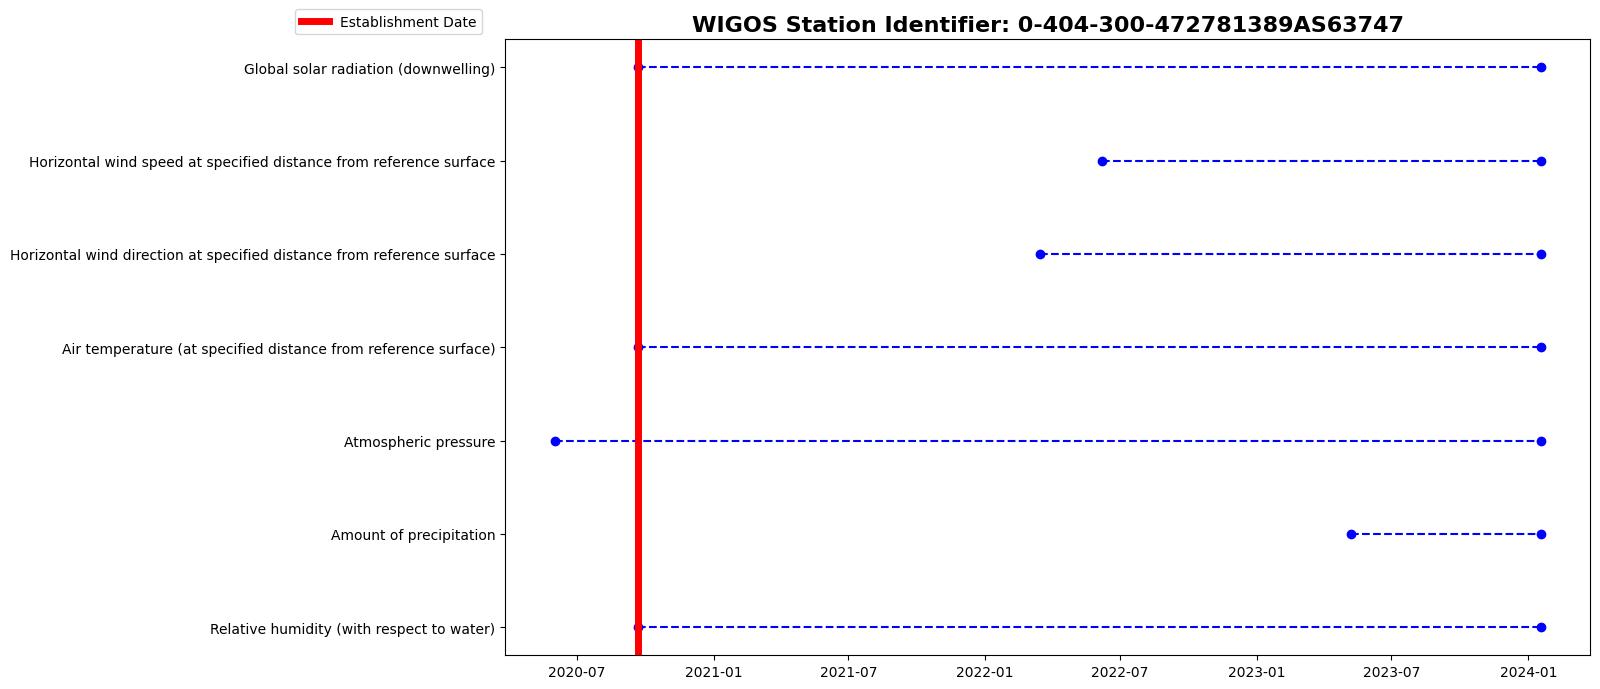 Establishment Date
WIGOS Station Identifier: 0-404-300-472781389AS63747
Global solar radiation (downwelling)
Horizontal wind speed at specified distance from reference surface
Horizontal wind direction at specified distance from reference surface
Air temperature (at specified distance from reference surface)
Atmospheric pressure
Amount of precipitation
Relative humidity (with respect to water)
2020-07 2021-01 2021-07 2022-01 2022-07 2023-01 2023-07 2024-01